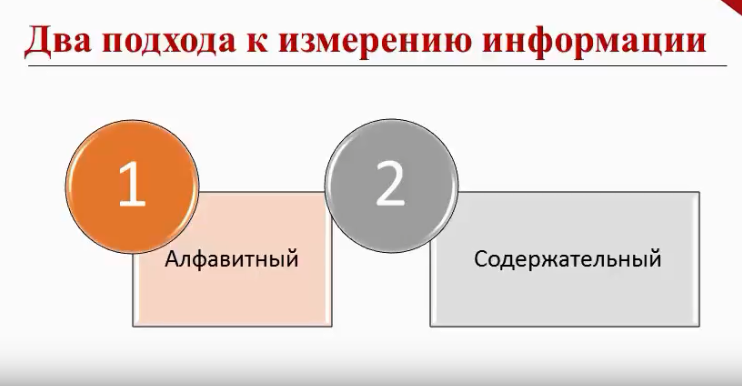 Два подхода к измерению информации
1
Алфавитный
2
Содержательный